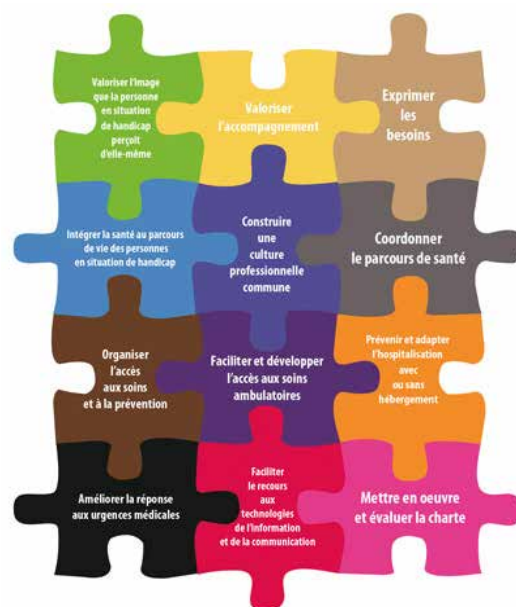 Valoriser l'image
que la personne
en situation
de handicap
perçoit
d'elle-même
Valoriser
l'accompagnement
Exprimer
les
besoins
Intégrer la santé au parcours
de vie des personnes
en situation de handicap
Construire
une
culture
professionnelle
commune
Coordonner
le parcours de santé
Organiser
l'accès
aux soins
et à la prévention
Faciliter et développer
l'accès aux soins
ambulatoires
Prévenir et adapter
l'hospitalisation
avec
ou sans
hébergement
Améliorer la réponse
aux urgences médicales
Faciliter
le recours
aux
technologies
de l'information
et de la communication
Mettre en oeuvre
et évaluer la charte